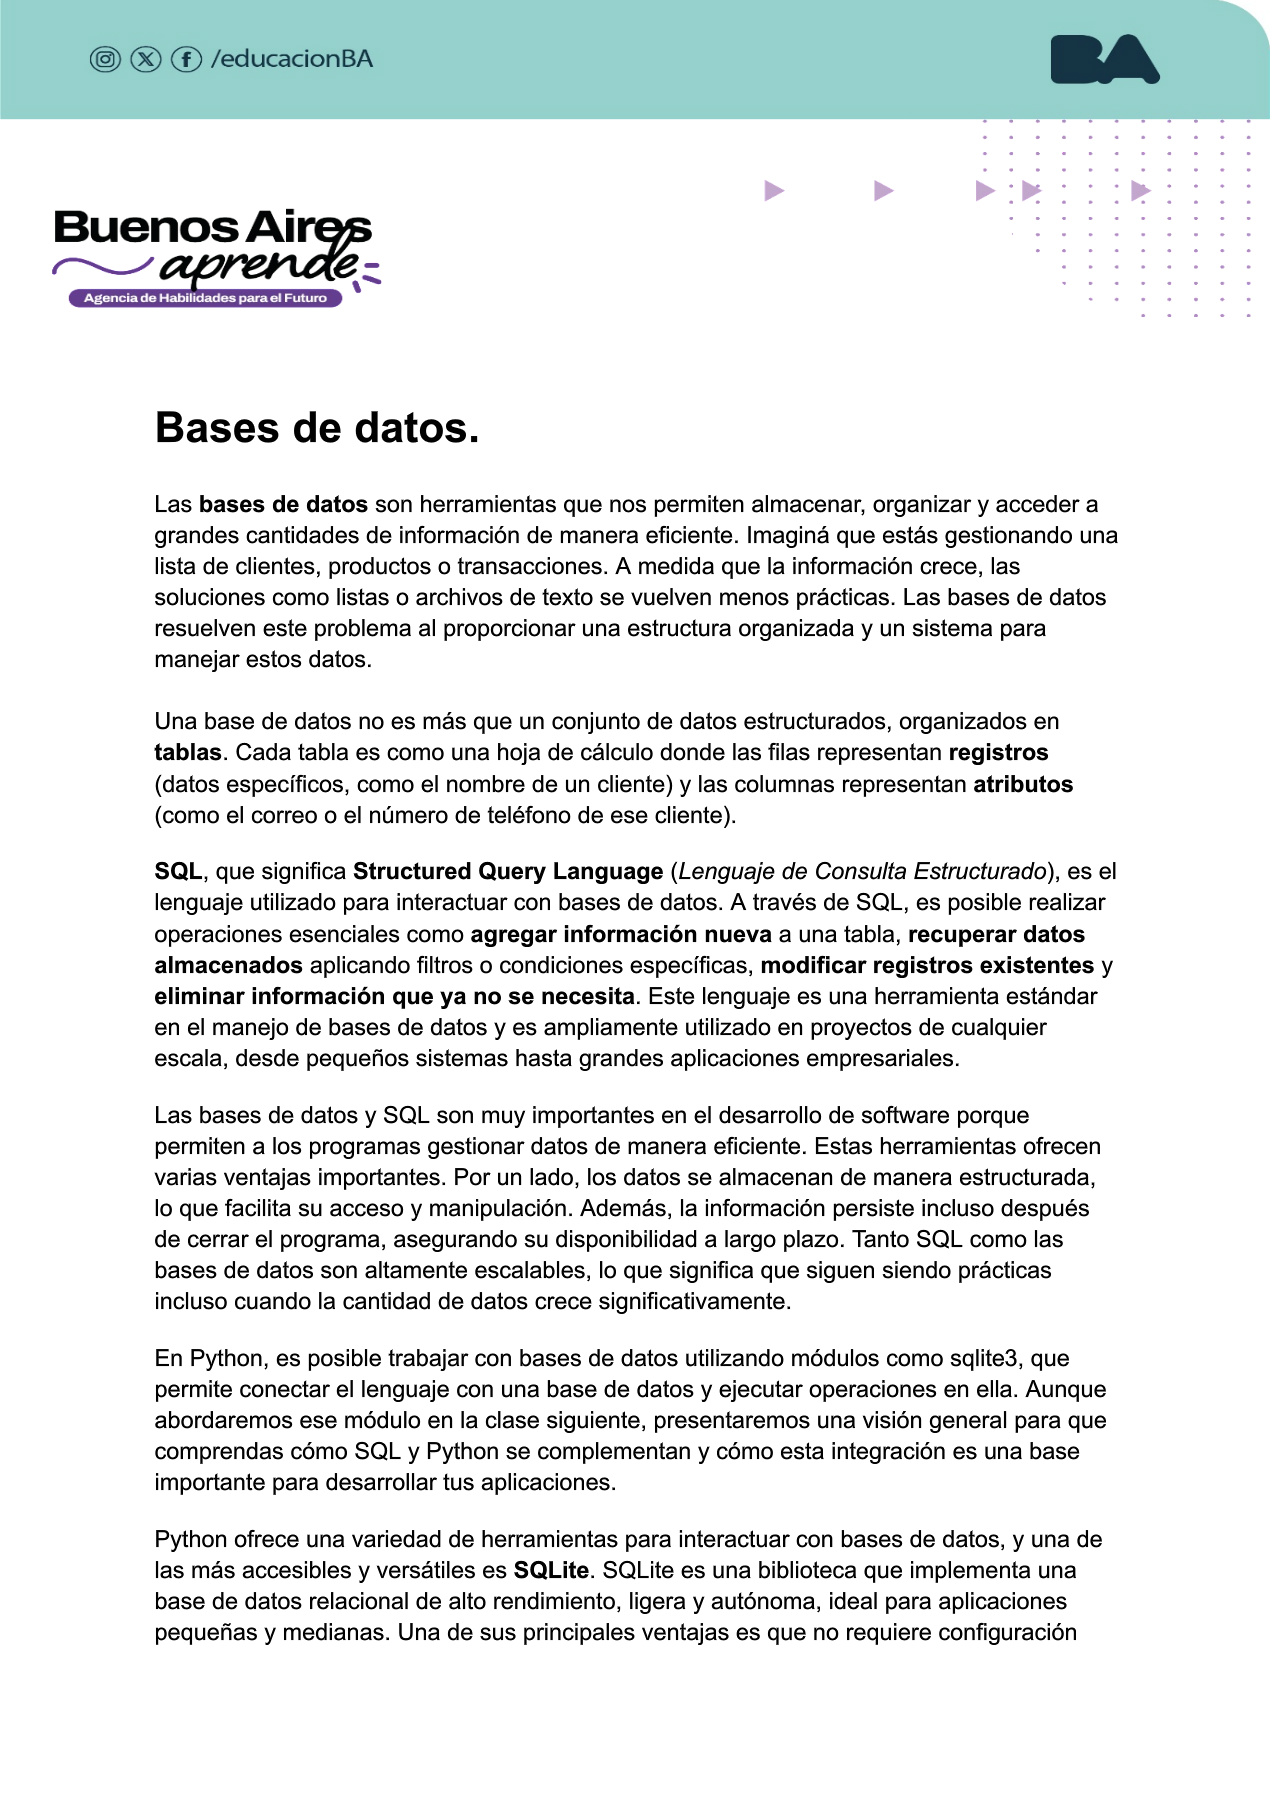 /educacionBA
BA
Buenos Aires
aprende
Agencia de Habilidades para el Futuro
Bases de datos.
Las bases de datos son herramientas que nos permiten almacenar, organizar y acceder a
grandes cantidades de información de manera eficiente. Imaginá que estás gestionando una
lista de clientes, productos o transacciones. A medida que la información crece, las
soluciones como listas o archivos de texto se vuelven menos prácticas. Las bases de datos
resuelven este problema al proporcionar una estructura organizada y un sistema para
manejar estos datos.
Una base de datos no es más que un conjunto de datos estructurados, organizados en
tablas. Cada tabla es como una hoja de cálculo donde las filas representan registros
(datos específicos, como el nombre de un cliente) y las columnas representan atributos
(como el correo o el número de teléfono de ese cliente).
SQL, que significa Structured Query Language (Lenguaje de Consulta Estructurado), es el
lenguaje utilizado para interactuar con bases de datos. A través de SQL, es posible realizar
operaciones esenciales como agregar información nueva a una tabla, recuperar datos
almacenados aplicando filtros o condiciones específicas, modificar registros existentes y
eliminar información que ya no se necesita. Este lenguaje es una herramienta estándar
en el manejo de bases de datos y es ampliamente utilizado en proyectos de cualquier
escala, desde pequeños sistemas hasta grandes aplicaciones empresariales.
Las bases de datos y SQL son muy importantes en el desarrollo de software porque
permiten a los programas gestionar datos de manera eficiente. Estas herramientas ofrecen
varias ventajas importantes. Por un lado, los datos se almacenan de manera estructurada,
lo que facilita su acceso y manipulación. Además, la información persiste incluso después
de cerrar el programa, asegurando su disponibilidad a largo plazo. Tanto SQL como las
bases de datos son altamente escalables, lo que significa que siguen siendo prácticas
incluso cuando la cantidad de datos crece significativamente.
En Python, es posible trabajar con bases de datos utilizando módulos como sqlite3, que
permite conectar el lenguaje con una base de datos y ejecutar operaciones en ella. Aunque
abordaremos ese módulo en la clase siguiente, presentaremos una visión general para que
comprendas cómo SQL y Python se complementan y cómo esta integración es una base
importante para desarrollar tus aplicaciones.
Python ofrece una variedad de herramientas para interactuar con bases de datos, y una de
las más accesibles y versátiles es SQLite. SQLite es una biblioteca que implementa una
base de datos relacional de alto rendimiento, ligera y autónoma, ideal para aplicaciones
pequeñas y medianas. Una de sus principales ventajas es que no requiere configuración